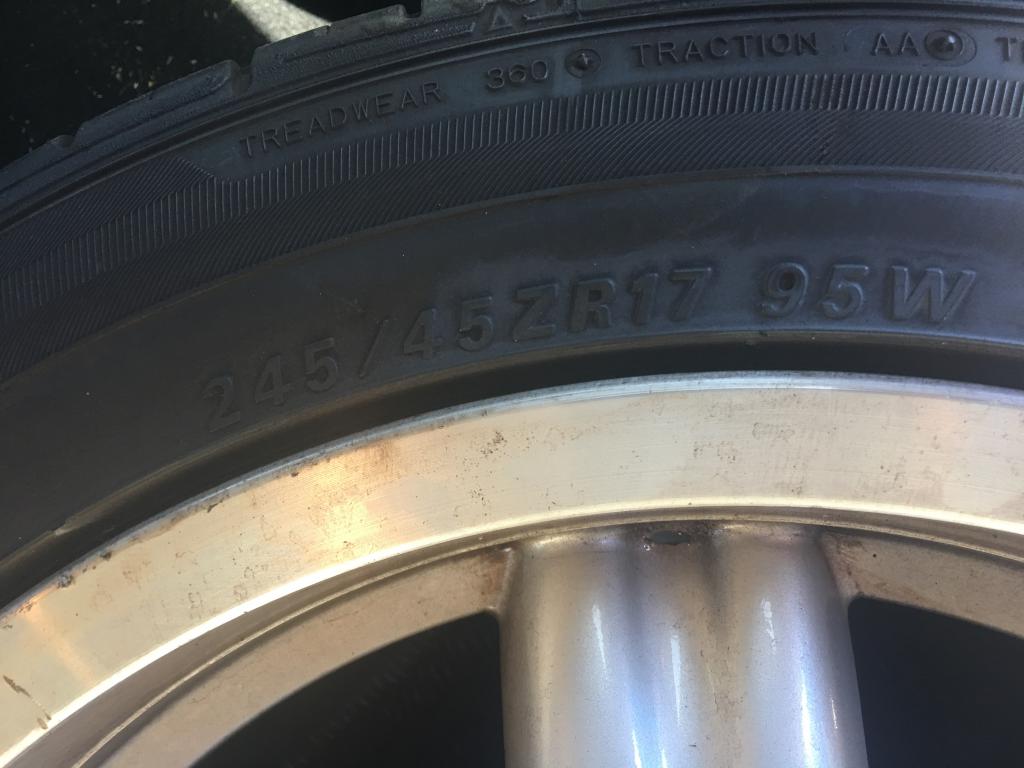 TREADWEAR 360 TRACTION AA
245/45ZR17 95W